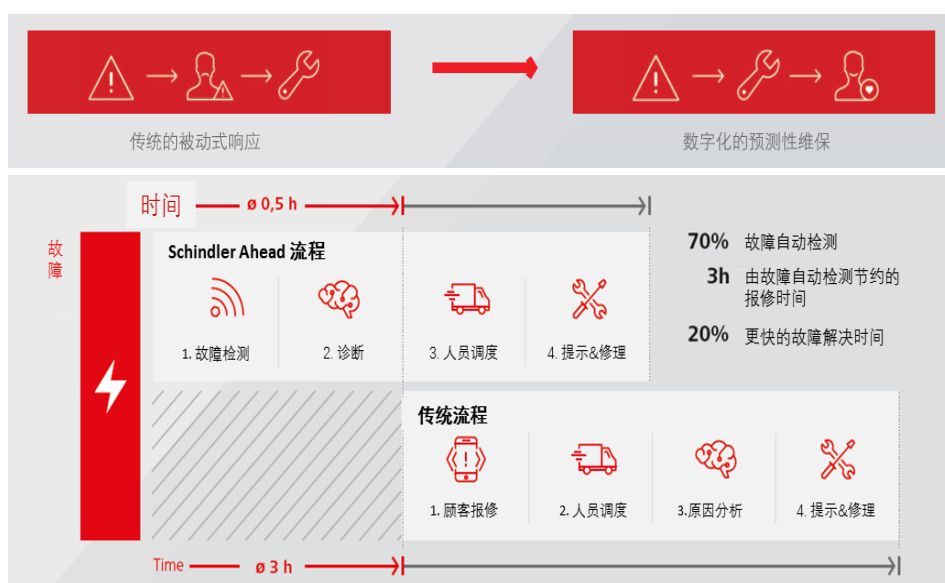 传统的被动式响应
数字化的预测性维保
时间
ø 0,5 h
故
障
Schindler Ahead 流程
1. 故障检测
2. 诊断
3. 人员调度
4. 提示&修理
70% 故障自动检测
3h 由故障自动检测节约的
报修时间
20% 更快的故障解决时间
传统流程
1. 顾客报修
2. 人员调度
3.原因分析
4. 提示&修理
Time
ø 3 h